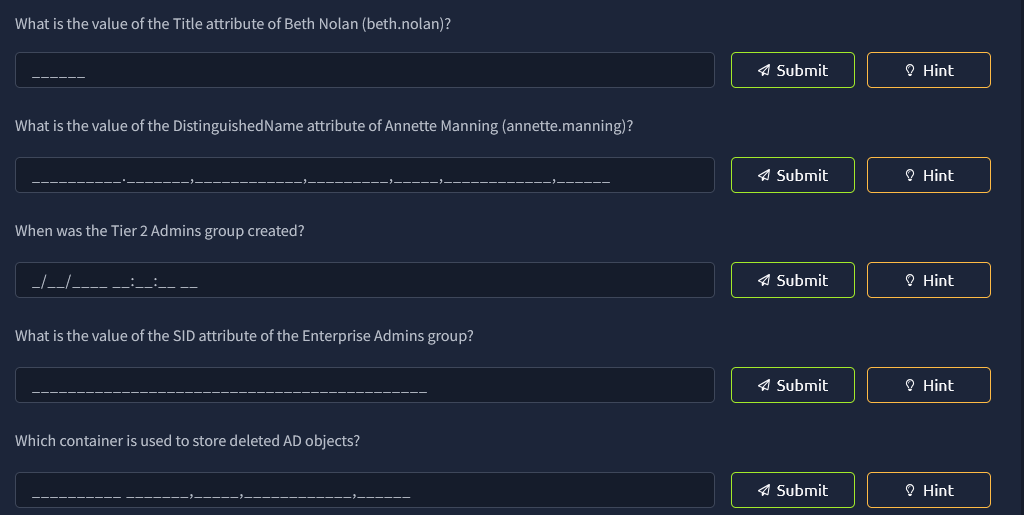 What is the value of the Title attribute of Beth Nolan (beth.nolan)?
______ Submit Hint
What is the value of the DistinguishedName attribute of Annette Manning (annette.manning)?
__________._______,____________,_________,_____,____________,______ Submit Hint
When was the Tier 2 Admins group created?
_/__/____ __:__:__ __ Submit Hint
What is the value of the SID attribute of the Enterprise Admins group?
____________________________________________ Submit Hint
Which container is used to store deleted AD objects?
__________ _______,_____,____________,______ Submit Hint